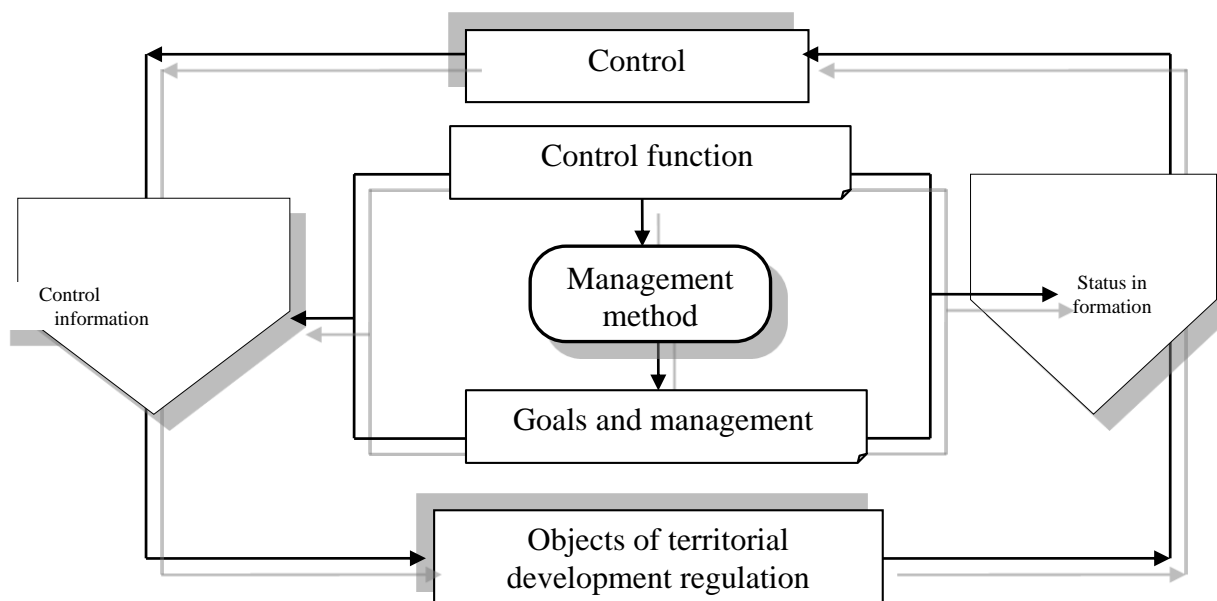 Control
Control function
Management
method
Control
information
Status in
formation
Goals and management
Objects of territorial
development regulation